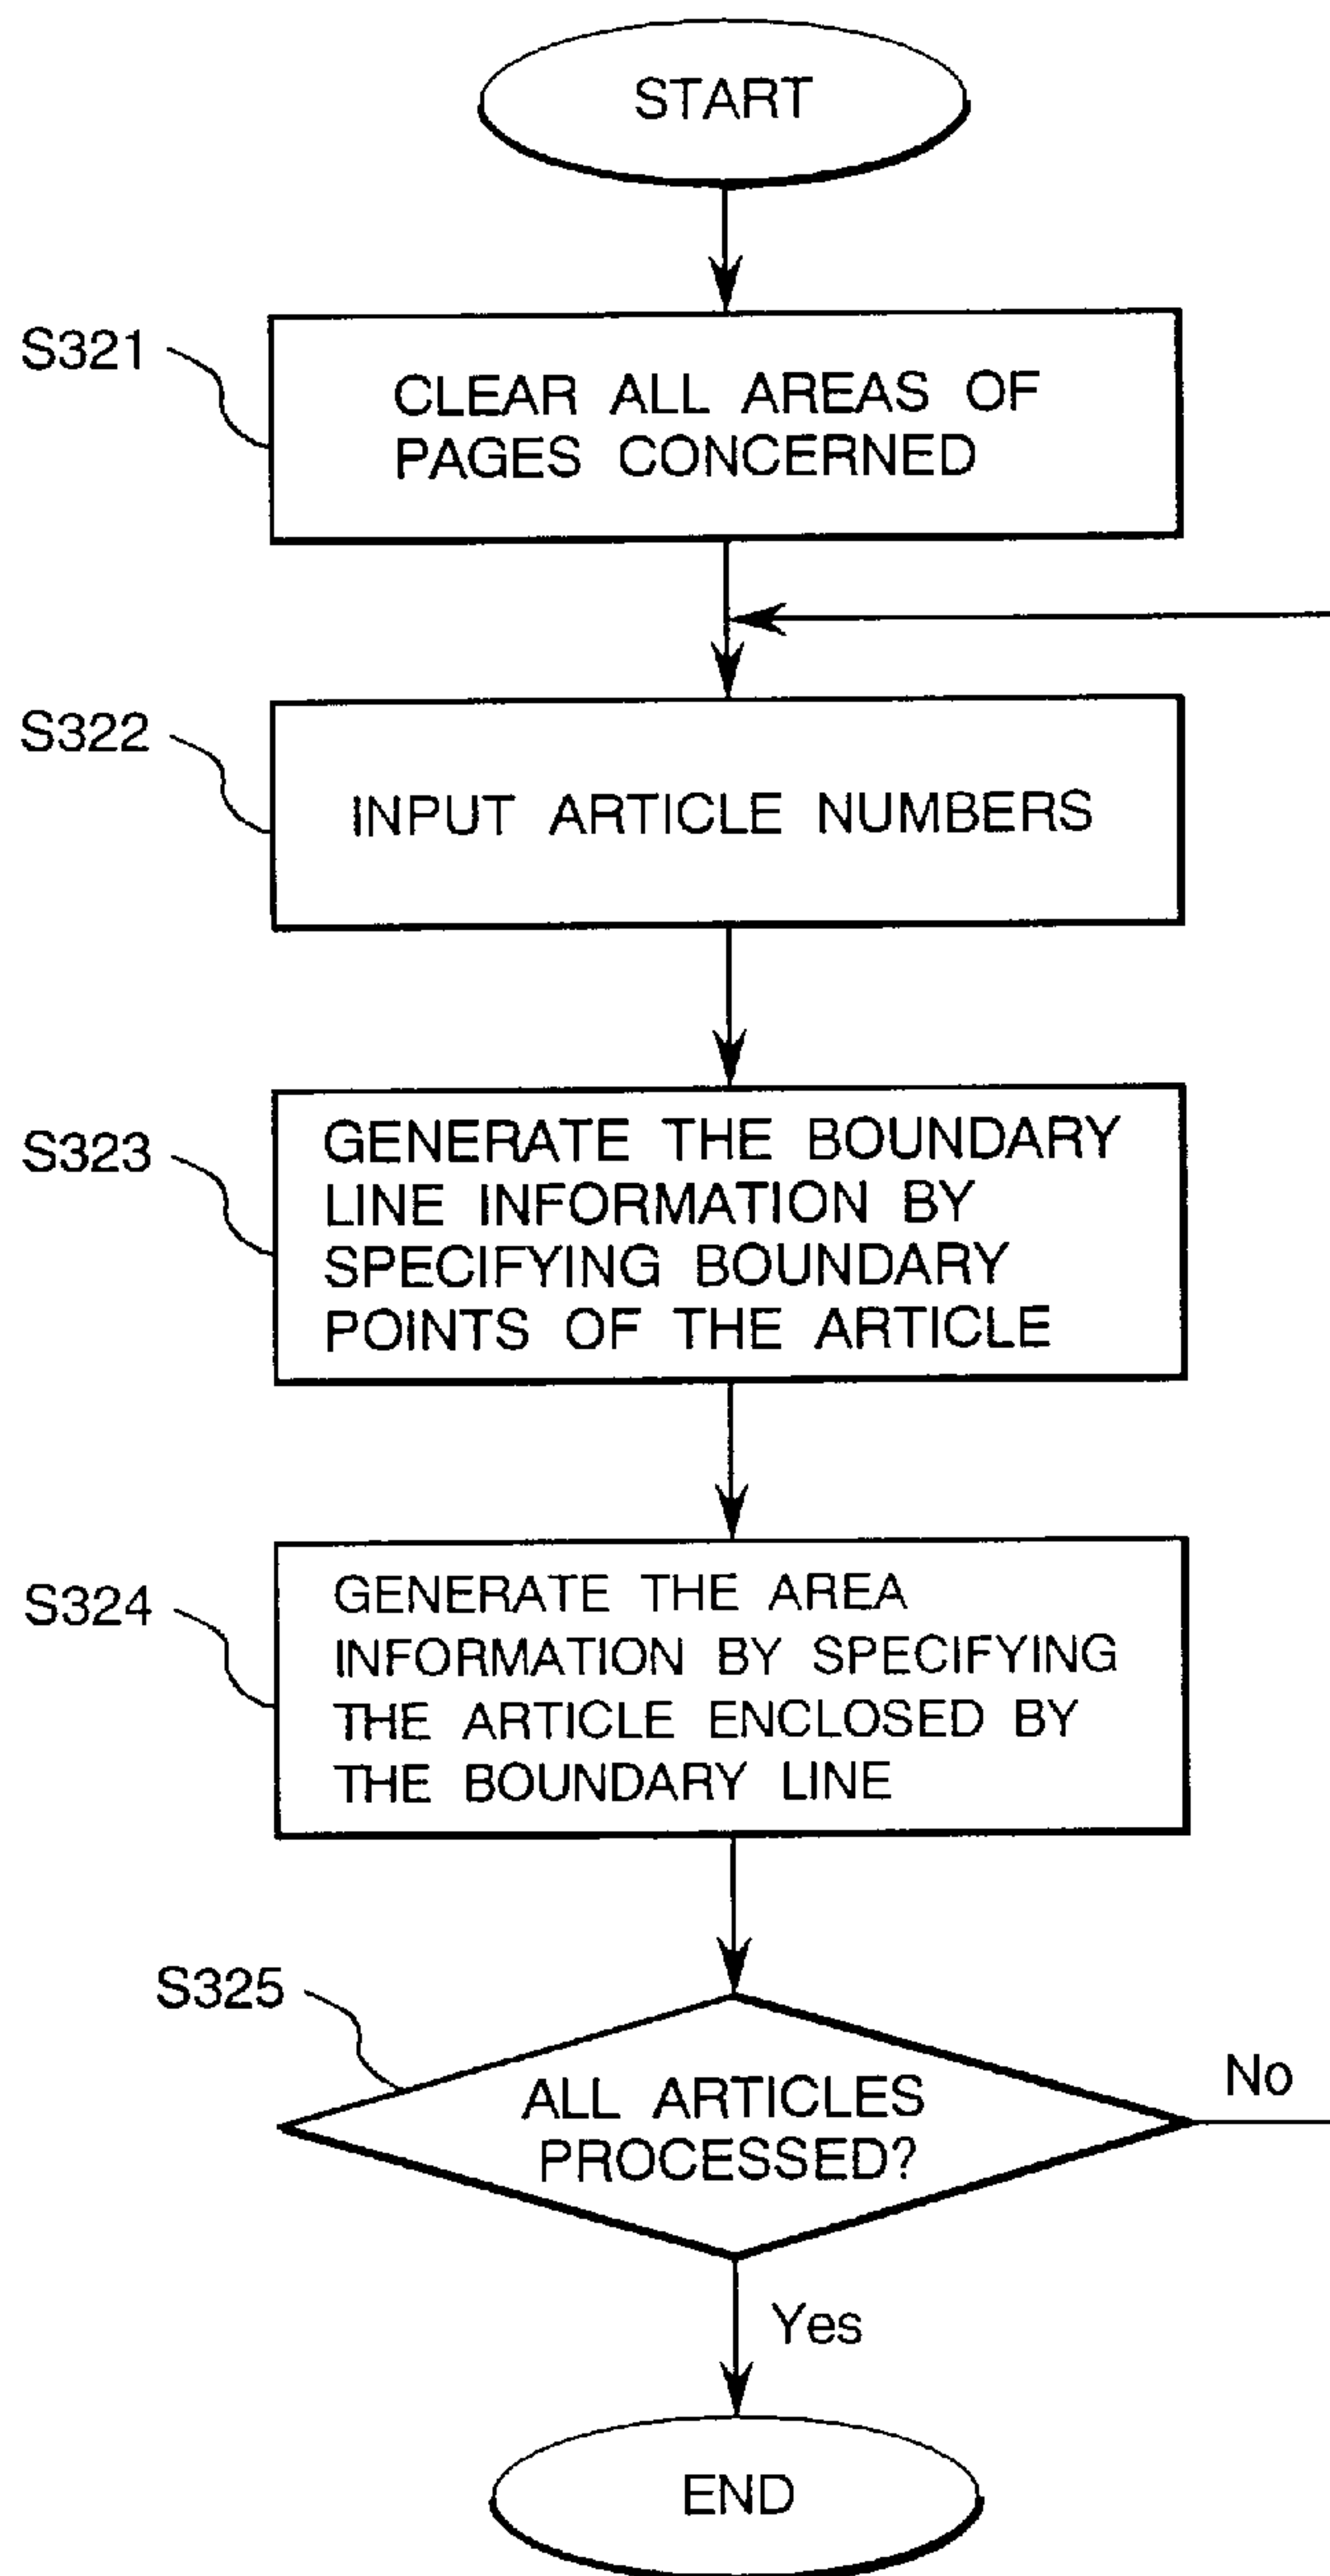 START
S321
CLEAR ALL AREAS OF
PAGES CONCERNED
S322
INPUT ARTICLE NUMBERS
S323
GENERATE THE BOUNDARY
LINE INFORMATION BY
SPECIFYING BOUNDARY
POINTS OF THE ARTICLE
S324
GENERATE THE AREA
INFORMATION BY SPECIFYING
THE ARTICLE ENCLOSED BY
THE BOUNDARY LINE
S325
ALL ARTICLES
PROCESSED?
No
Yes
END